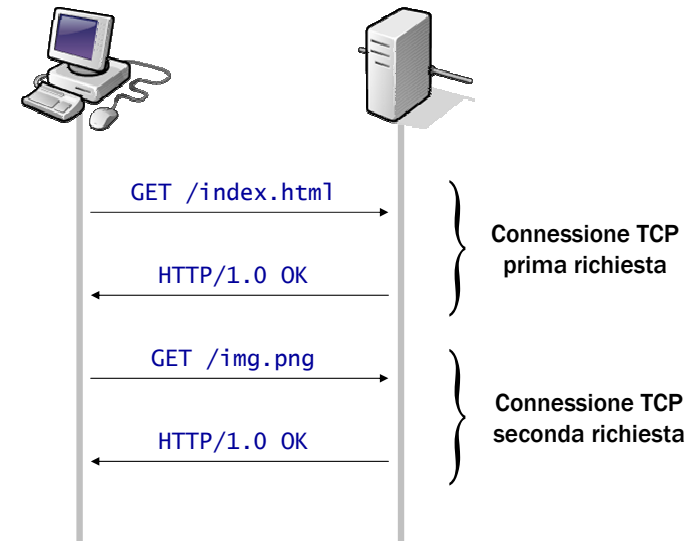 GET /index.html
Connessione TCP
prima richiesta
HTTP/1.0 OK
GET /img.png
Connessione TCP
seconda richiesta
HTTP/1.0 OK